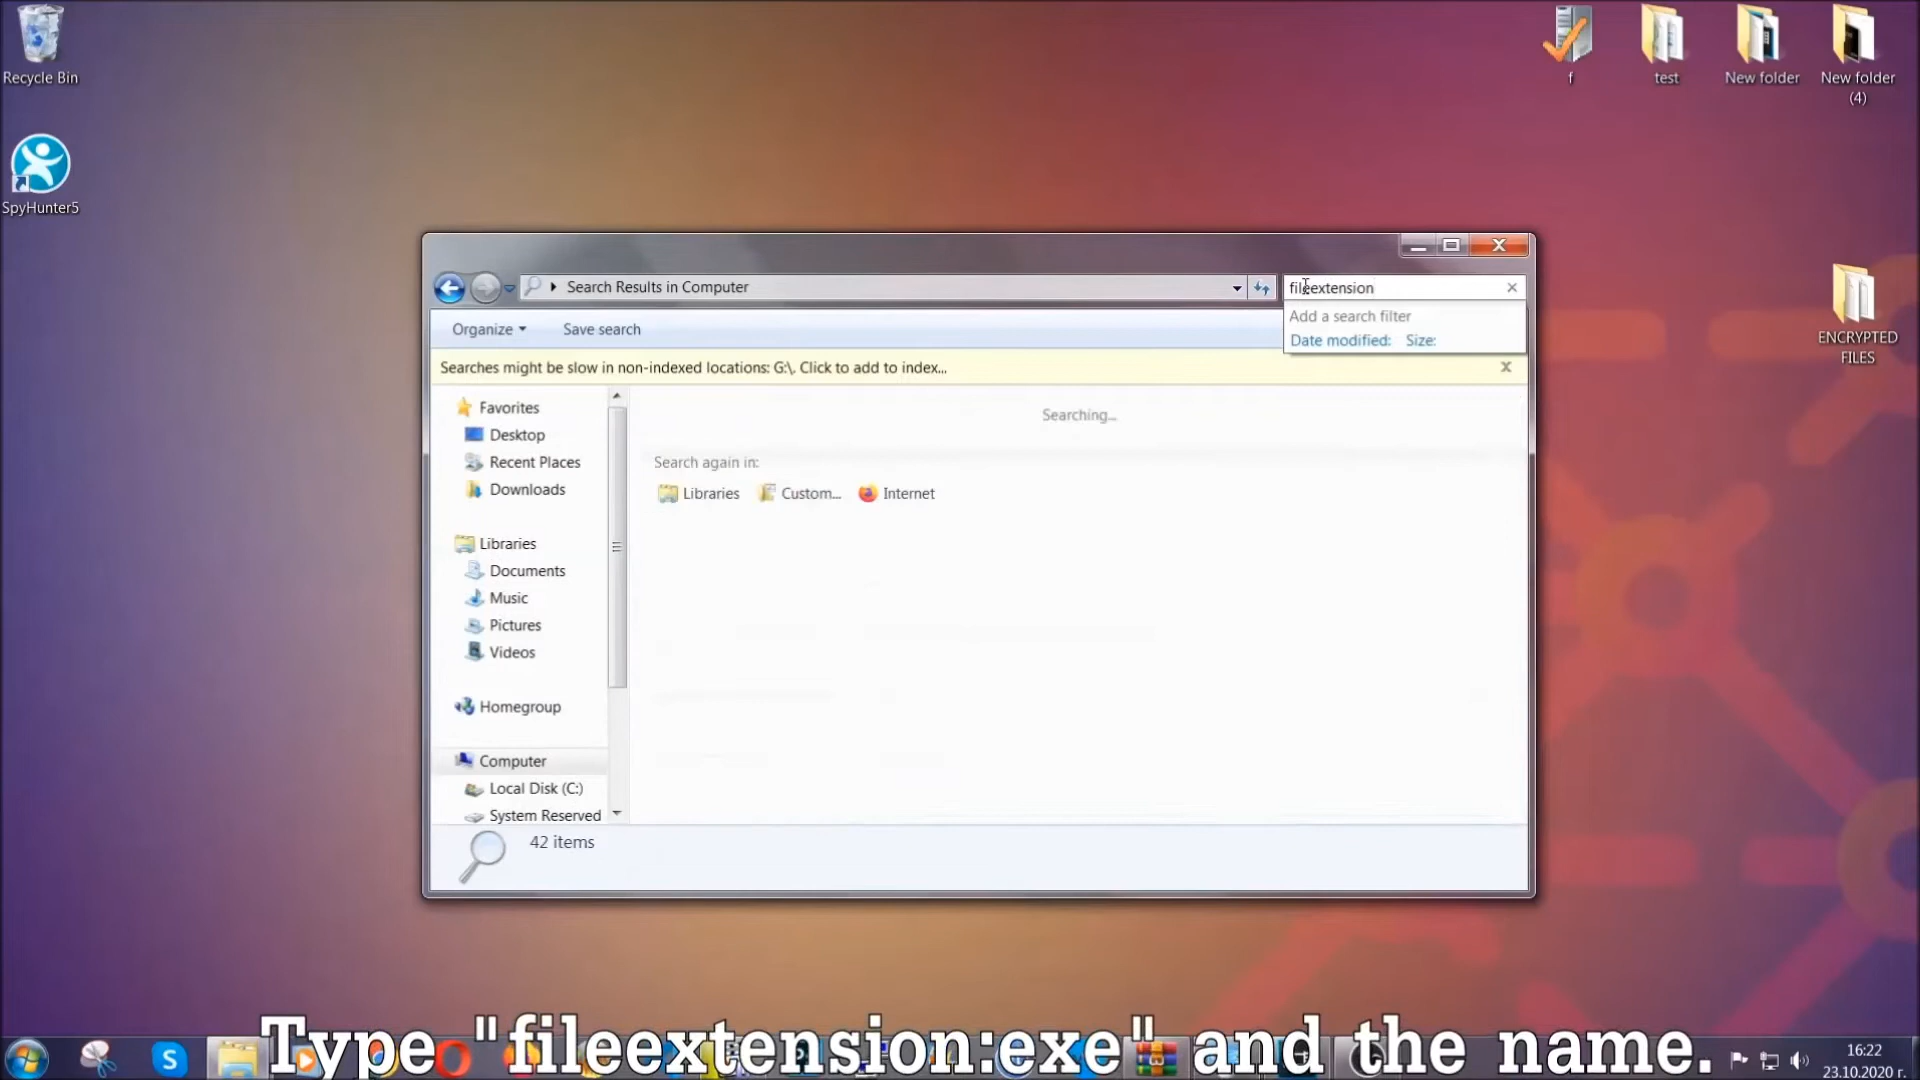 Recycle Bin
SpyHunter5
f
test
New folder
New folder
(4)
ENCRYPTED
FILES
Search Results in Computer
fileextension
Add a search filter
Date modified: Size:
Organize
Save search
Searches might be slow in non-indexed locations: G:\. Click to add to index...
Favorites
Desktop
Recent Places
Downloads
Libraries
Documents
Music
Pictures
Videos
Homegroup
Computer
Local Disk (C:)
System Reserved
Searching...
Search again in:
Libraries
Custom...
Internet
42 items
Type "fileextension:exe" and the name.
16:22
23.10.2020 г.